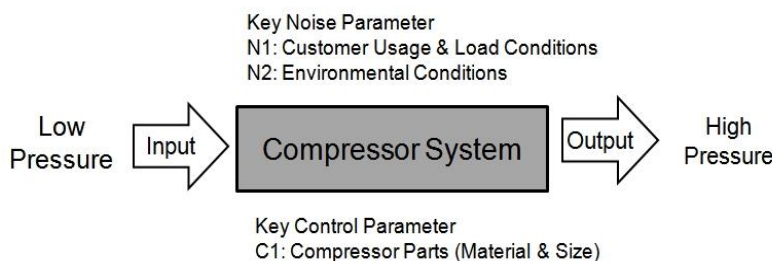 Key Noise Parameter
N1: Customer Usage & Load Conditions
N2: Environmental Conditions
Low
Pressure
Input
Compressor System
Output
High
Pressure
Key Control Parameter
C1: Compressor Parts (Material & Size)